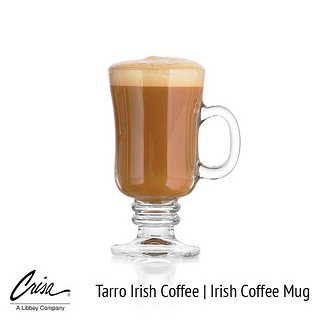 Crisa®
A Libbey Company
Tarro Irish Coffee | Irish Coffee Mug